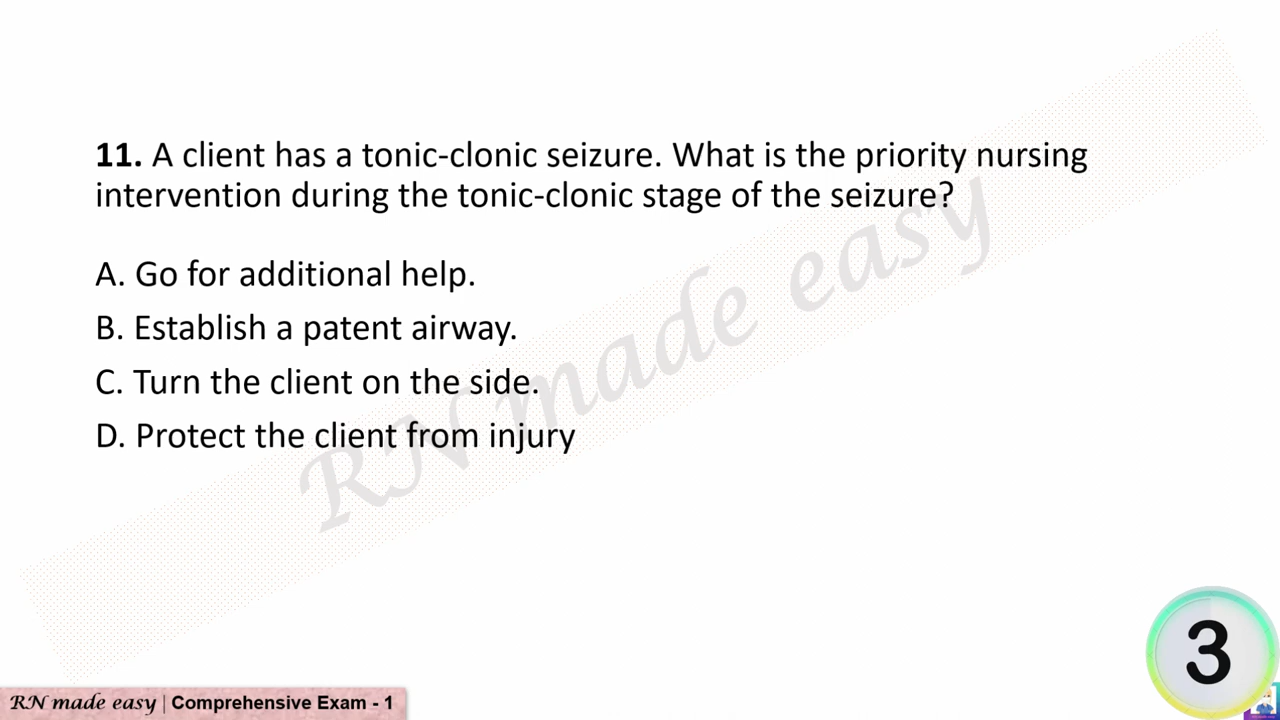 11. A client has a tonic-clonic seizure. What is the priority nursing
intervention during the tonic-clonic stage of the seizure?
A. Go for additional help.
B. Establish a patent airway.
C. Turn the client on the side.
D. Protect the client from injury
RN made easy
3
RN made easy | Comprehensive Exam - 1